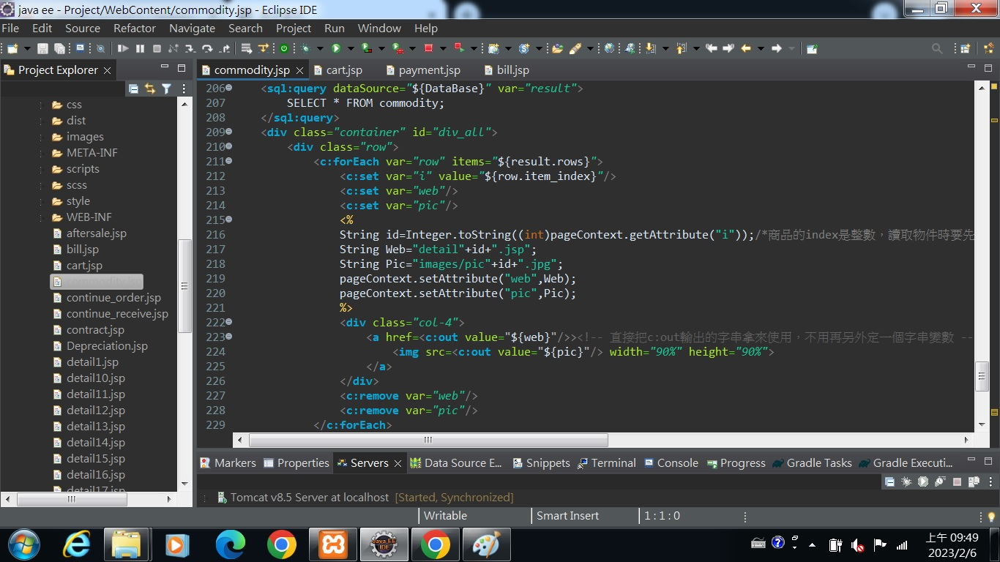 java ee - Project/WebContent/commodity.jsp - Eclipse IDE
File Edit Source Refactor Navigate Search Project Run Window Help
Project Explorer
commodity.jsp cart.jsp payment.jsp bill.jsp
css
dist
images
META-INF
scripts
scss
style
WEB-INF
aftersale.jsp
bill.jsp
cart.jsp
continue_order.jsp
continue_receive.jsp
contract.jsp
Depreciation.jsp
detail1.jsp
detail10.jsp
detail11.jsp
detail12.jsp
detail13.jsp
detail14.jsp
detail15.jsp
detail16.jsp
detail17.jsp
206 <sql:query dataSource="${DataBase}" var="result">
207 SELECT * FROM commodity;
208 </sql:query>
209 <div class="container" id="div_all">
210 <div class="row">
211 <c:forEach var="row" items="${result.rows}">
212 <c:set var="i" value="${row.item_index}"/>
213 <c:set var="web"/>
214 <c:set var="pic"/>
215 <%
216 String id=Integer.toString((int)pageContext.getAttribute("i"));/*商品的index是整數，讀取物件時要先
217 String Web="detail"+id+".jsp";
218 String Pic="images/pic"+id+".jpg";
219 pageContext.setAttribute("web",Web);
220 pageContext.setAttribute("pic",Pic);
221 %>
222 <div class="col-4">
223 <a href=<c:out value="${web}"/>><!-- 直接把c:out輸出的字串拿來使用，不用再另外定一個字串變數 --
224 <img src=<c:out value="${pic}"/> width="90%" height="90%">
225 </a>
226 </div>
227 <c:remove var="web"/>
228 <c:remove var="pic"/>
229 </c:forEach>
Markers Properties Servers Data Source E... Snippets Terminal Console Progress Gradle Tasks Gradle Executi...
Tomcat v8.5 Server at localhost [Started, Synchronized]
Writable Smart Insert 1 : 1 : 0
Java EE IDE
上午 09:49
2023/2/6